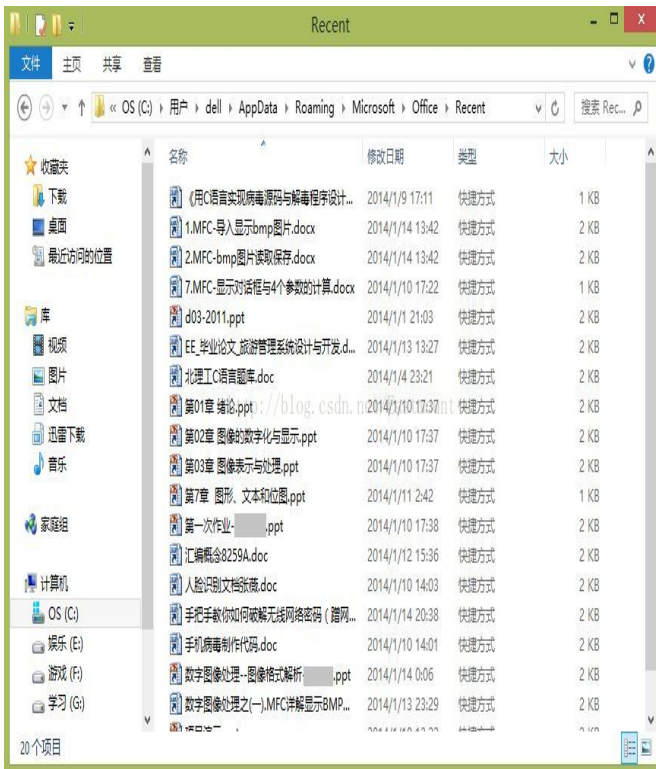 Recent
文件 主页 共享 查看
« OS (C:) 用户 dell AppData Roaming Microsoft Office Recent 搜索 Rec...
名称 修改日期 类型 大小
收藏夹
下载
桌面
最近访问的位置
库
视频
图片
文档
迅雷下载
音乐
家庭组
计算机
OS (C:)
娱乐 (E:)
游戏 (F:)
学习 (G:)
《用C语言实现病毒源码与解毒程序设计... 2014/1/9 17:11 快捷方式 1 KB
1.MFC-导入显示bmp图片.docx 2014/1/14 13:42 快捷方式 2 KB
2.MFC-bmp图片读取保存.docx 2014/1/14 13:42 快捷方式 2 KB
7.MFC-显示对话框与4个参数的计算.docx 2014/1/10 17:22 快捷方式 1 KB
d03-2011.ppt 2014/1/1 21:03 快捷方式 2 KB
EE_毕业论文_旅游管理系统设计与开发.d... 2014/1/13 13:27 快捷方式 2 KB
北理工C语言题库.doc 2014/1/4 23:21 快捷方式 2 KB
第01章 绪论.ppt 2014/1/10 17:37 快捷方式 2 KB
第02章 图像的数字化与显示.ppt 2014/1/10 17:37 快捷方式 2 KB
第03章 图像表示与处理.ppt 2014/1/10 17:37 快捷方式 2 KB
第7章 图形、文本和位图.ppt 2014/1/11 2:42 快捷方式 1 KB
第一次作业- .ppt 2014/1/10 17:38 快捷方式 2 KB
汇编概念8259A.doc 2014/1/12 15:36 快捷方式 2 KB
人脸识别文档张薇.doc 2014/1/10 14:03 快捷方式 2 KB
手把手教你如何破解无线网络密码 ( 蹭网... 2014/1/14 20:38 快捷方式 2 KB
手机病毒制作代码.doc 2014/1/10 14:01 快捷方式 2 KB
数字图像处理--图像格式解析- .ppt 2014/1/14 0:06 快捷方式 2 KB
数字图像处理之(一).MFC详解显示BMP... 2014/1/13 23:29 快捷方式 2 KB
20 个项目